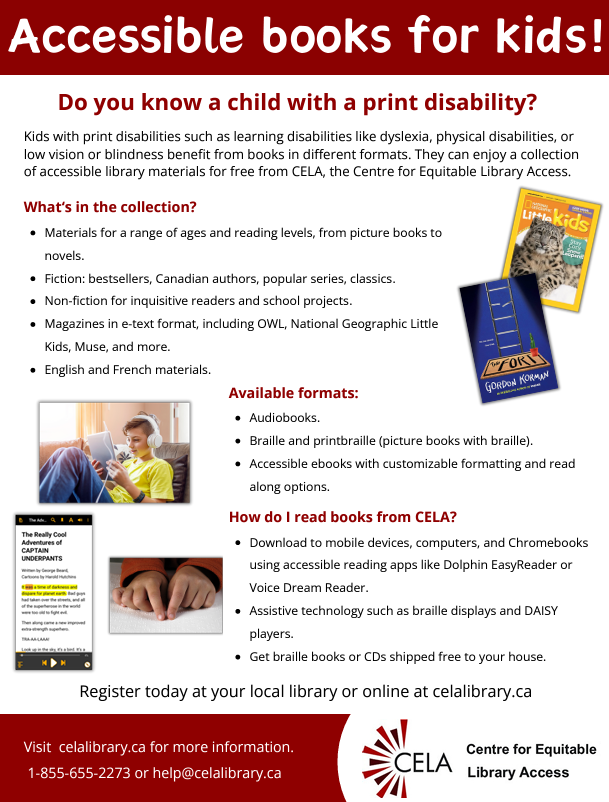 Accessible books for kids!
Do you know a child with a print disability?
Kids with print disabilities such as learning disabilities like dyslexia, physical disabilities, or
low vision or blindness benefit from books in different formats. They can enjoy a collection
of accessible library materials for free from CELA, the Centre for Equitable Library Access.
What's in the collection?
• Materials for a range of ages and reading levels, from picture books to
novels.
• Fiction: bestsellers, Canadian authors, popular series, classics.
• Non-fiction for inquisitive readers and school projects.
• Magazines in e-text format, including OWL, National Geographic Little
Kids, Muse, and more.
• English and French materials.
NATIONAL GEOGRAPHIC
Little kids
THE FORT
GORDON KORMAN
Available formats:
• Audiobooks.
• Braille and printbraille (picture books with braille).
• Accessible ebooks with customizable formatting and read
along options.
How do I read books from CELA?
• Download to mobile devices, computers, and Chromebooks
using accessible reading apps like Dolphin EasyReader or
Voice Dream Reader.
• Assistive technology such as braille displays and DAISY
players.
• Get braille books or CDs shipped free to your house.
The Adv...
The Really Cool
Adventures of
CAPTAIN
UNDERPANTS
Written by George Beard,
Cartoons by Harold Hutchins
It was a time of darkness and
despair for planet earth. Bad guys
had taken over the streets, and all
of the superheroes in the world
were too old to fight evil.
Then along came a new improved
extra-strength superhero.
TRA-AA-LAAA!
Look up in the sky, it's a bird. It's a
Register today at your local library or online at celalibrary.ca
Visit celalibrary.ca for more information.
1-855-655-2273 or help@celalibrary.ca
CELA
Centre for Equitable
Library Access